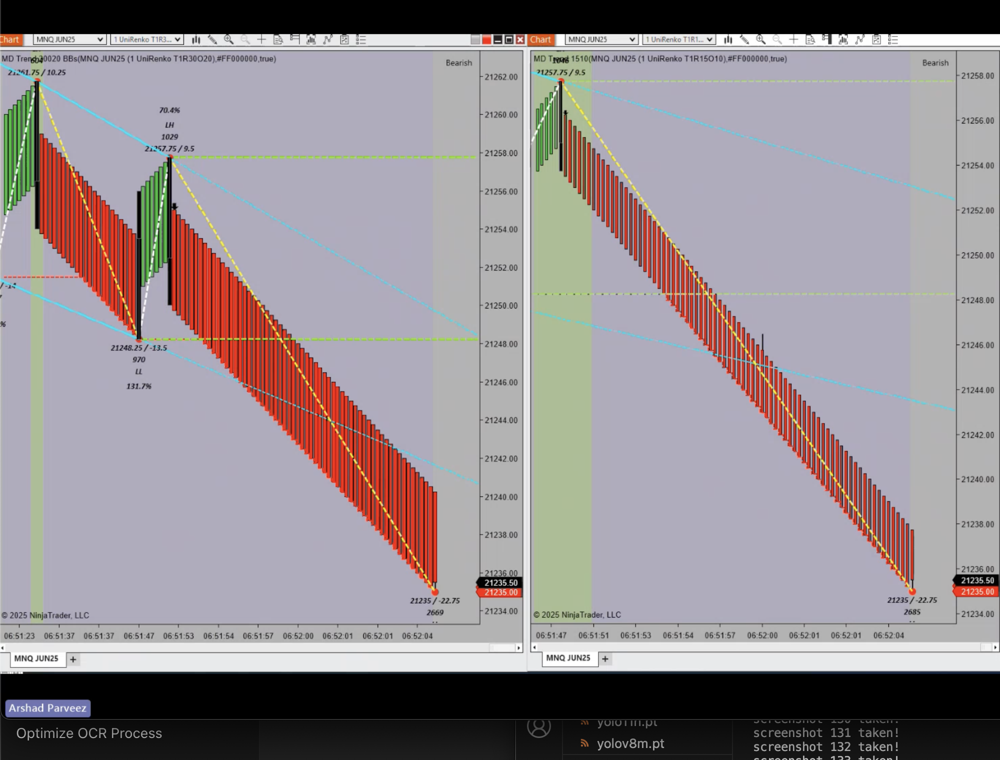 Chart
MNQ JUN25
1 UniRenko T1R3...
MD Trend
BBs(MNQ JUN25 (1 UniRenko T1R30O20),#FF000000,true)
Bearish
21261.75 / 10.25
70.4%
LH
1029
21257.75 / 9.5
21248.25 / -13.5
970
LL
131.7%
21235 / -22.75
2669
21262.00
21260.00
21258.00
21256.00
21254.00
21252.00
21250.00
21248.00
21246.00
21244.00
21242.00
21240.00
21238.00
21236.00
21235.50
21235.00
21234.00
© 2025 NinjaTrader, LLC
06:51:23
06:51:37
06:51:37
06:51:47
06:51:53
06:51:54
06:51:57
06:52:00
06:52:01
06:52:01
06:52:04
MNQ JUN25
+
Chart
MNQ JUN25
1 UniRenko T1R1...
MD Trend 1510(MNQ JUN25 (1 UniRenko T1R15O10),#FF000000,true)
Bearish
21257.75 / 9.5
21235 / -22.75
2685
21258.00
21256.00
21254.00
21252.00
21250.00
21248.00
21246.00
21244.00
21242.00
21240.00
21238.00
21236.00
21235.50
21235.00
21234.00
© 2025 NinjaTrader, LLC
06:51:47
06:51:51
06:51:53
06:51:54
06:51:57
06:52:00
06:52:01
06:52:01
06:52:04
MNQ JUN25
+
Arshad Parveez
Optimize OCR Process
yolo11n.pt
yolov8m.pt
screenshot 130 taken!
screenshot 131 taken!
screenshot 132 taken!
screenshot 133 taken!